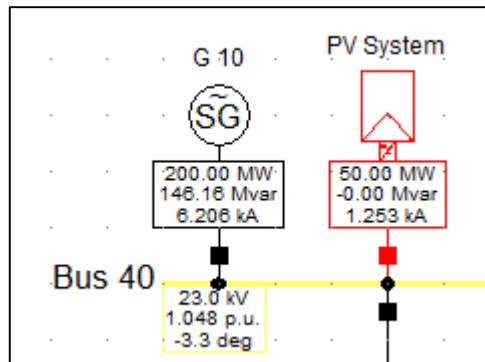 G 10
PV System
S̃G
200.00 MW
146.16 Mvar
6.206 kA
50.00 MW
-0.00 Mvar
1.253 kA
Bus 40
23.0 kV
1.048 p.u.
-3.3 deg